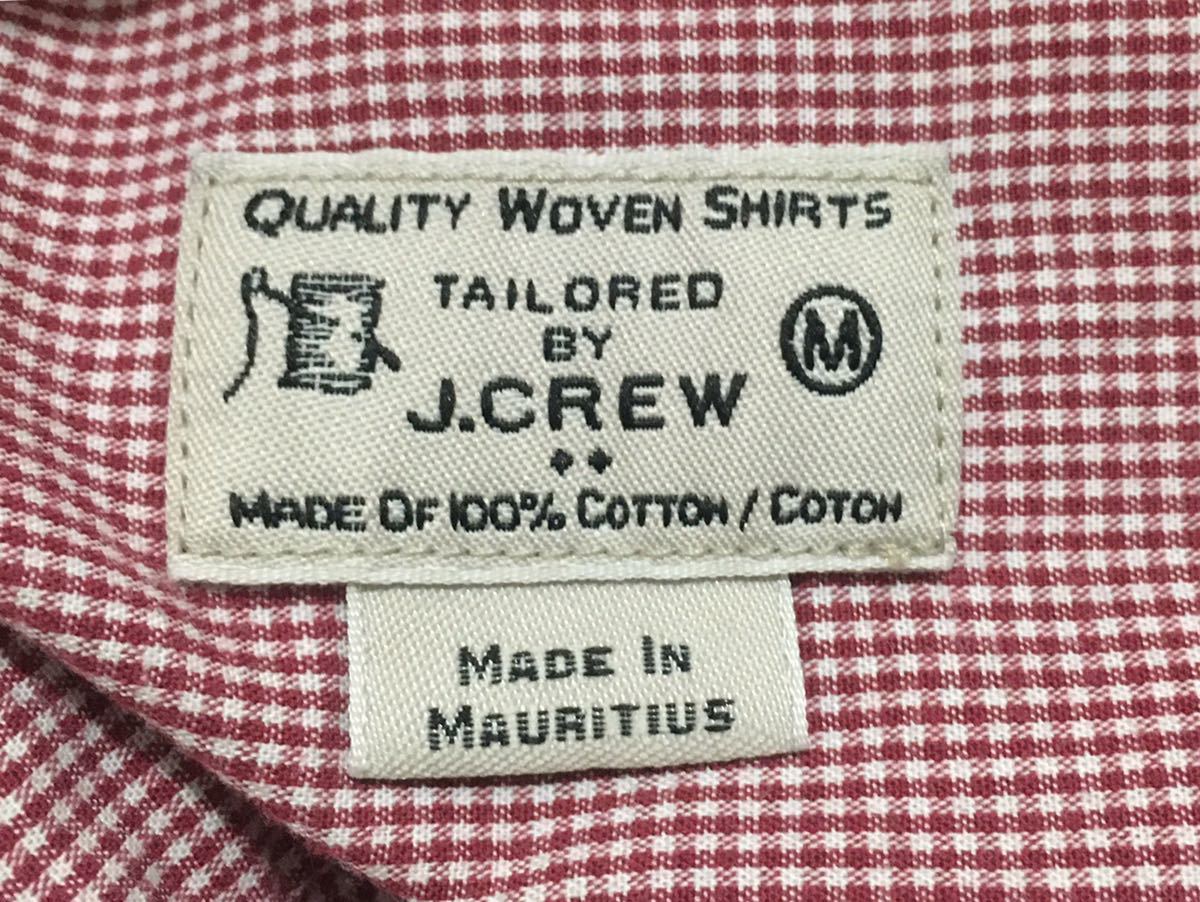 QUALITY WOVEN SHIRTS
TAILORED
BY
M
J.CREW
MADE OF 100% COTTON / COTON
MADE IN
MAURITIUS